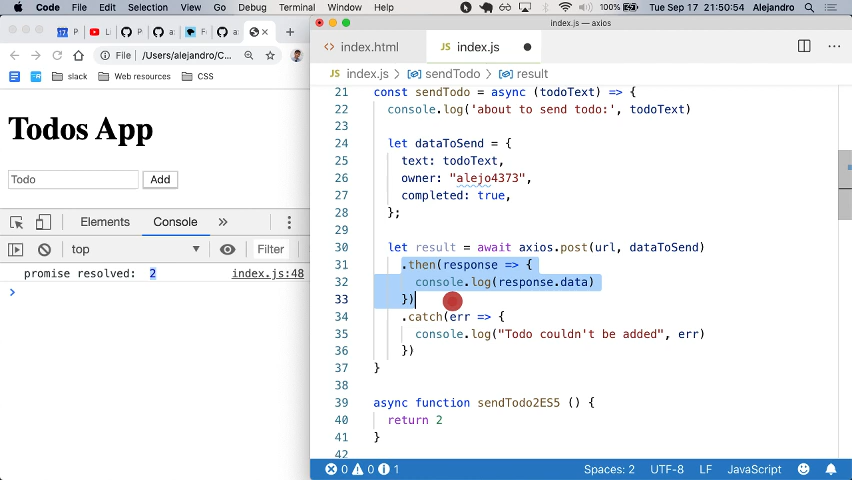 Code File Edit Selection View Go Debug Terminal Window Help 100% Tue Sep 17 21:50:54 Alejandro
index.js — axios
index.html index.js
File /Users/alejandro/C...
slack Web resources CSS
index.js > sendTodo > result
Todos App
Todo Add
Elements Console »
top Filter
promise resolved: 2 index.js:48
>
21 const sendTodo = async (todoText) => {
22 console.log('about to send todo:', todoText)
23
24 let dataToSend = {
25 text: todoText,
26 owner: "alejo4373",
27 completed: true,
28 };
29
30 let result = await axios.post(url, dataToSend)
31 .then(response => {
32 console.log(response.data)
33 })
34 .catch(err => {
35 console.log("Todo couldn't be added", err)
36 })
37 }
38
39 async function sendTodo2ES5 () {
40 return 2
41 }
42
0 0 1 Spaces: 2 UTF-8 LF JavaScript